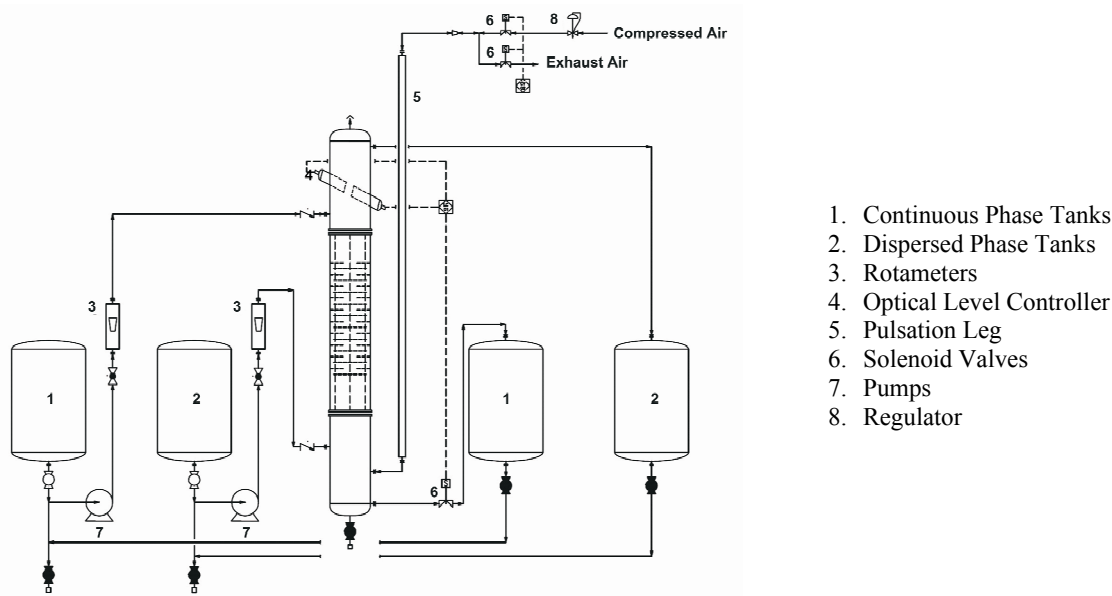 6
8
Compressed Air
6
Exhaust Air
5
4
3
3
1
2
1
2
6
7
7
1. Continuous Phase Tanks
2. Dispersed Phase Tanks
3. Rotameters
4. Optical Level Controller
5. Pulsation Leg
6. Solenoid Valves
7. Pumps
8. Regulator